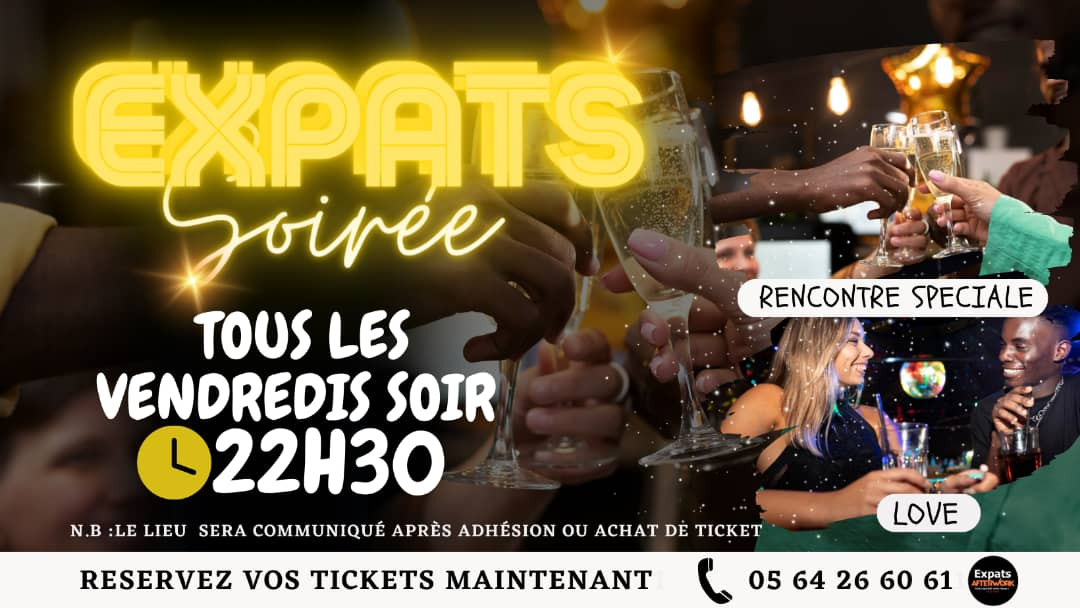 EXPATS
Soirée
TOUS LES
VENDREDIS SOIR
22H30
N.B :LE LIEU SERA COMMUNIQUÉ APRÈS ADHÉSION OU ACHAT DE TICKET
RENCONTRE SPECIALE
LOVE
RESERVEZ VOS TICKETS MAINTENANT
05 64 26 60 61
Expats
AFTERWORK